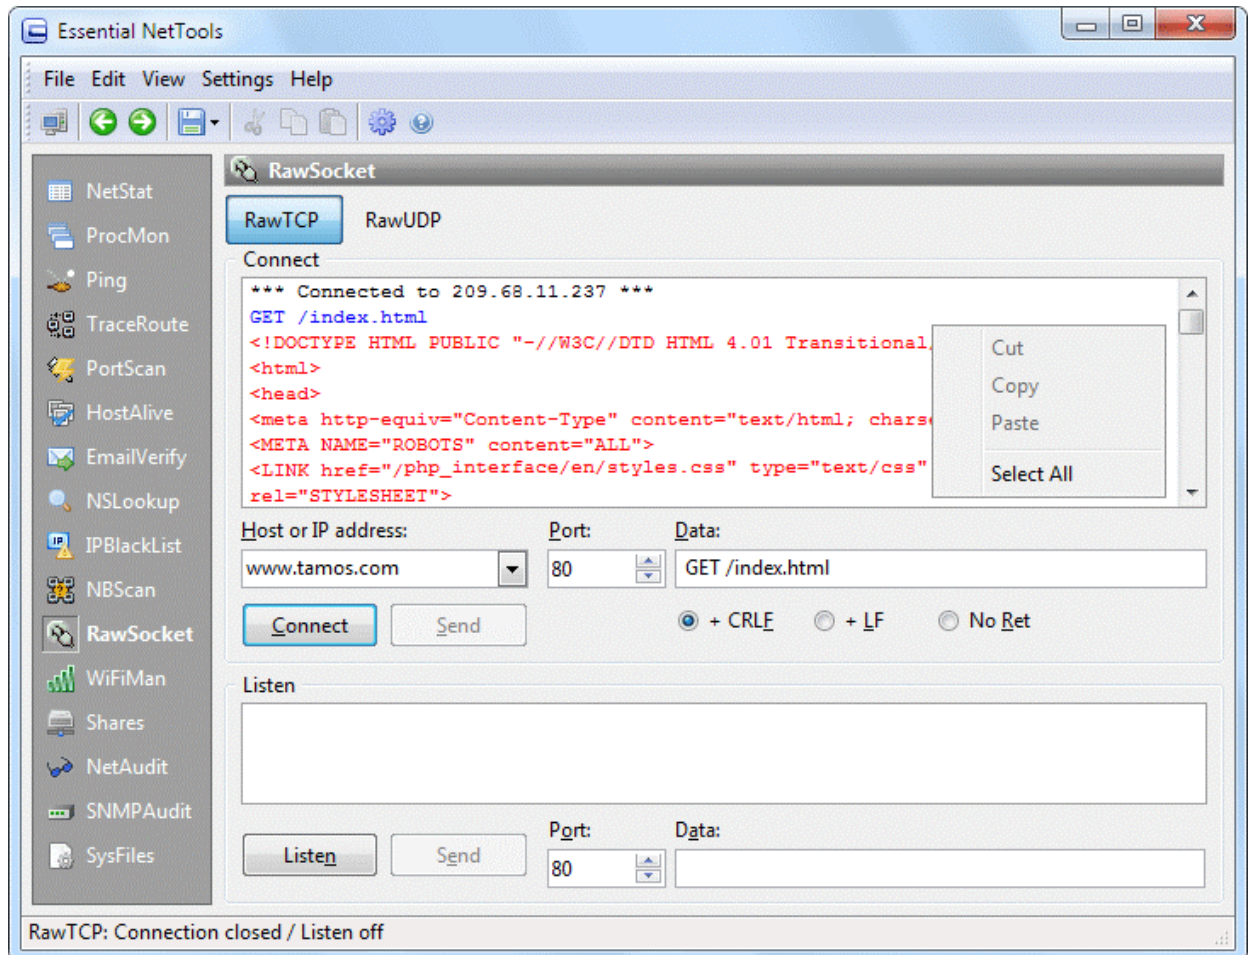 Essential NetTools
File Edit View Settings Help
NetStat
ProcMon
Ping
TraceRoute
PortScan
HostAlive
EmailVerify
NSLookup
IPBlackList
NBScan
RawSocket
WiFiMan
Shares
NetAudit
SNMPAudit
SysFiles
RawSocket
RawTCP RawUDP
Connect
*** Connected to 209.68.11.237 ***
GET /index.html
<!DOCTYPE HTML PUBLIC "-//W3C//DTD HTML 4.01 Transitional/
<html>
<head>
<meta http-equiv="Content-Type" content="text/html; charse
<META NAME="ROBOTS" content="ALL">
<LINK href="/php_interface/en/styles.css" type="text/css"
rel="STYLESHEET">
Cut
Copy
Paste
Select All
Host or IP address: Port: Data:
www.tamos.com 80 GET /index.html
Connect Send + CRLF + LF No Ret
Listen
Port: Data:
Listen Send 80
RawTCP: Connection closed / Listen off